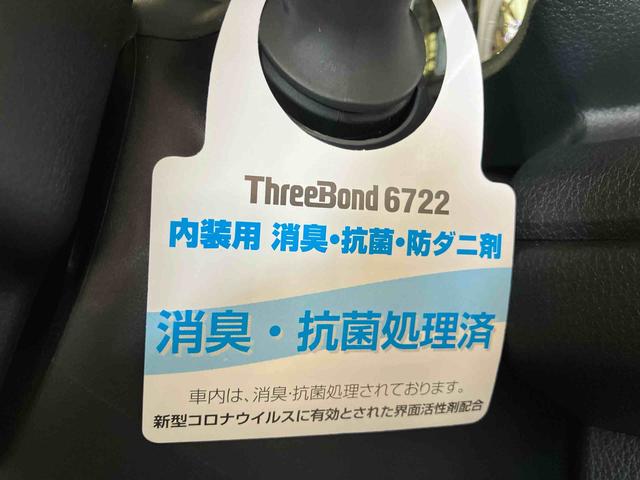 ThreeBond 6722
内装用 消臭・抗菌・防ダニ剤
消臭・抗菌処理済
車内は、消臭・抗菌処理されております。
新型コロナウイルスに有効とされた界面活性剤配合